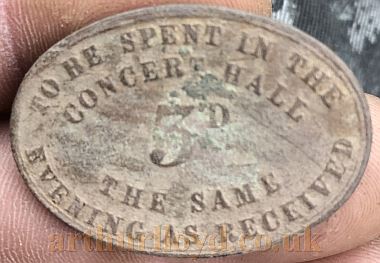 TO BE SPENT IN THE
CONCERT HALL
3D
THE SAME
EVENING AS RECEIVED
arthurlloyd.co.uk